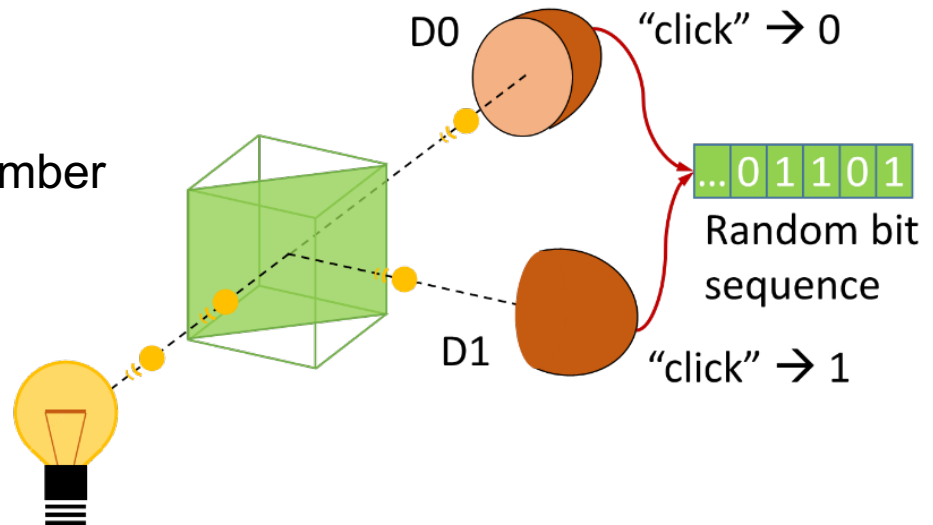 D0
“click” → 0
mber
...01101
Random bit
sequence
D1
“click” → 1